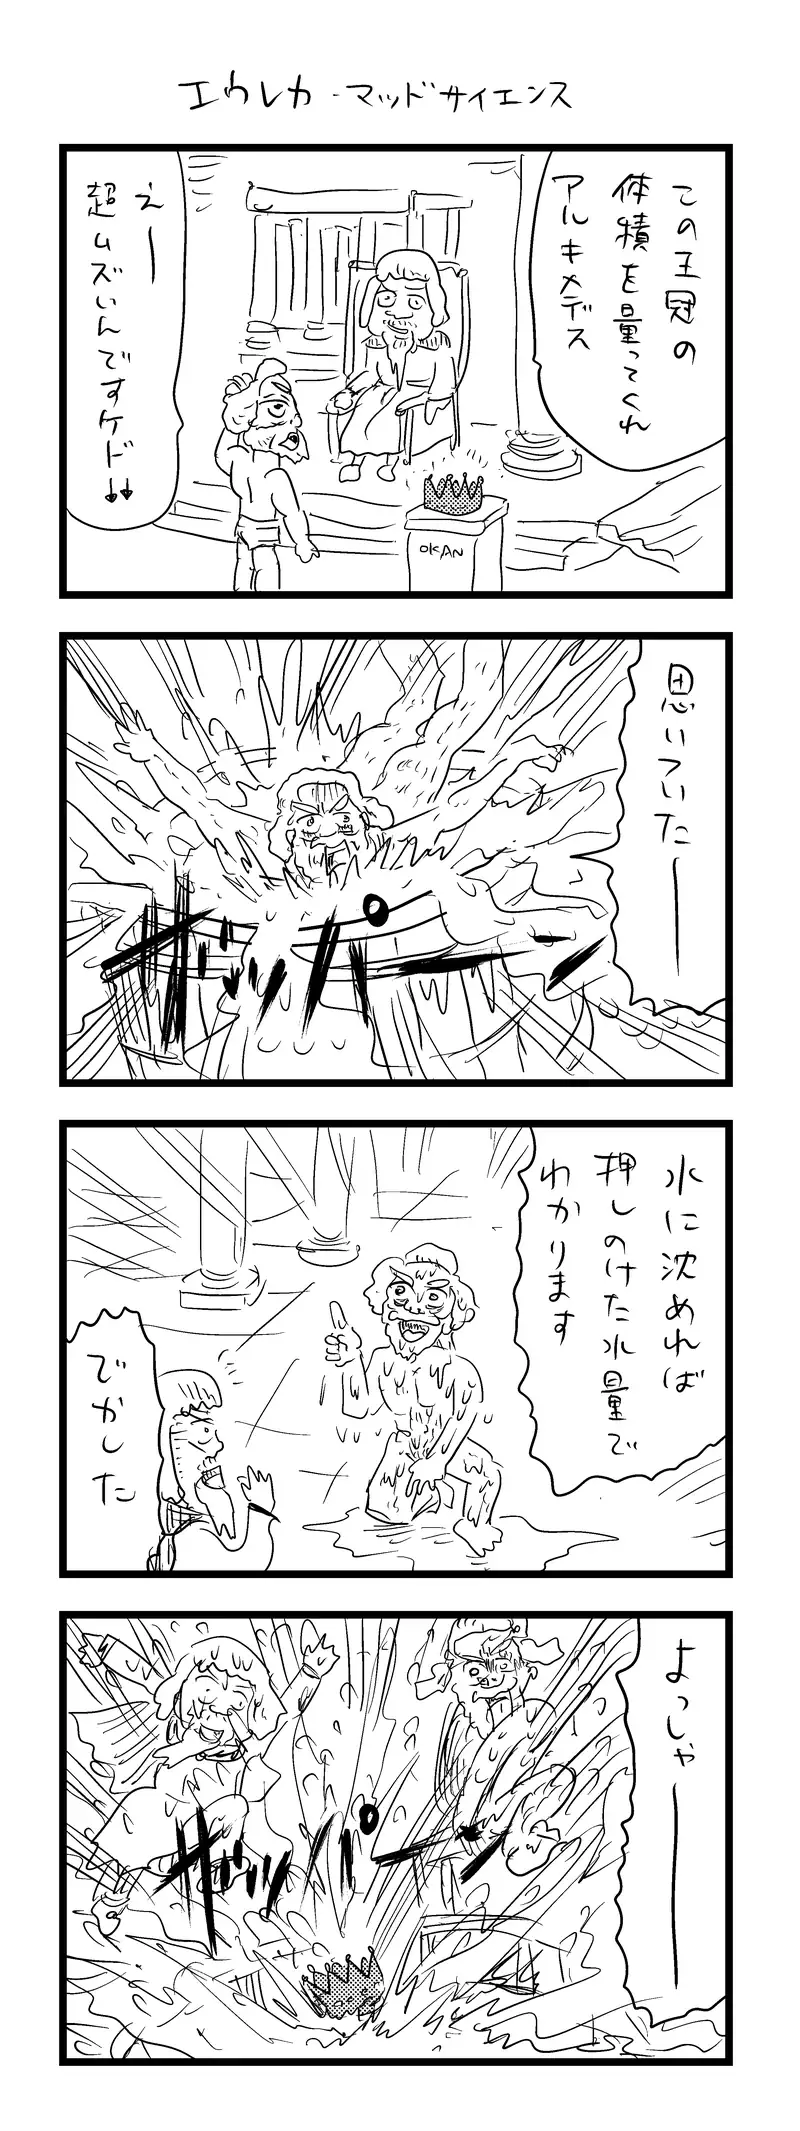 エウレカ・マッドサイエンス
この王冠の
体積を量ってくれ
アルキメデス
えー
超ムズいんですケド↓↓
OKAN
思いついたー
ザッパーン
水に沈めれば
押しのけた水量で
わかります
でかした
よっしゃー
ザッパーン